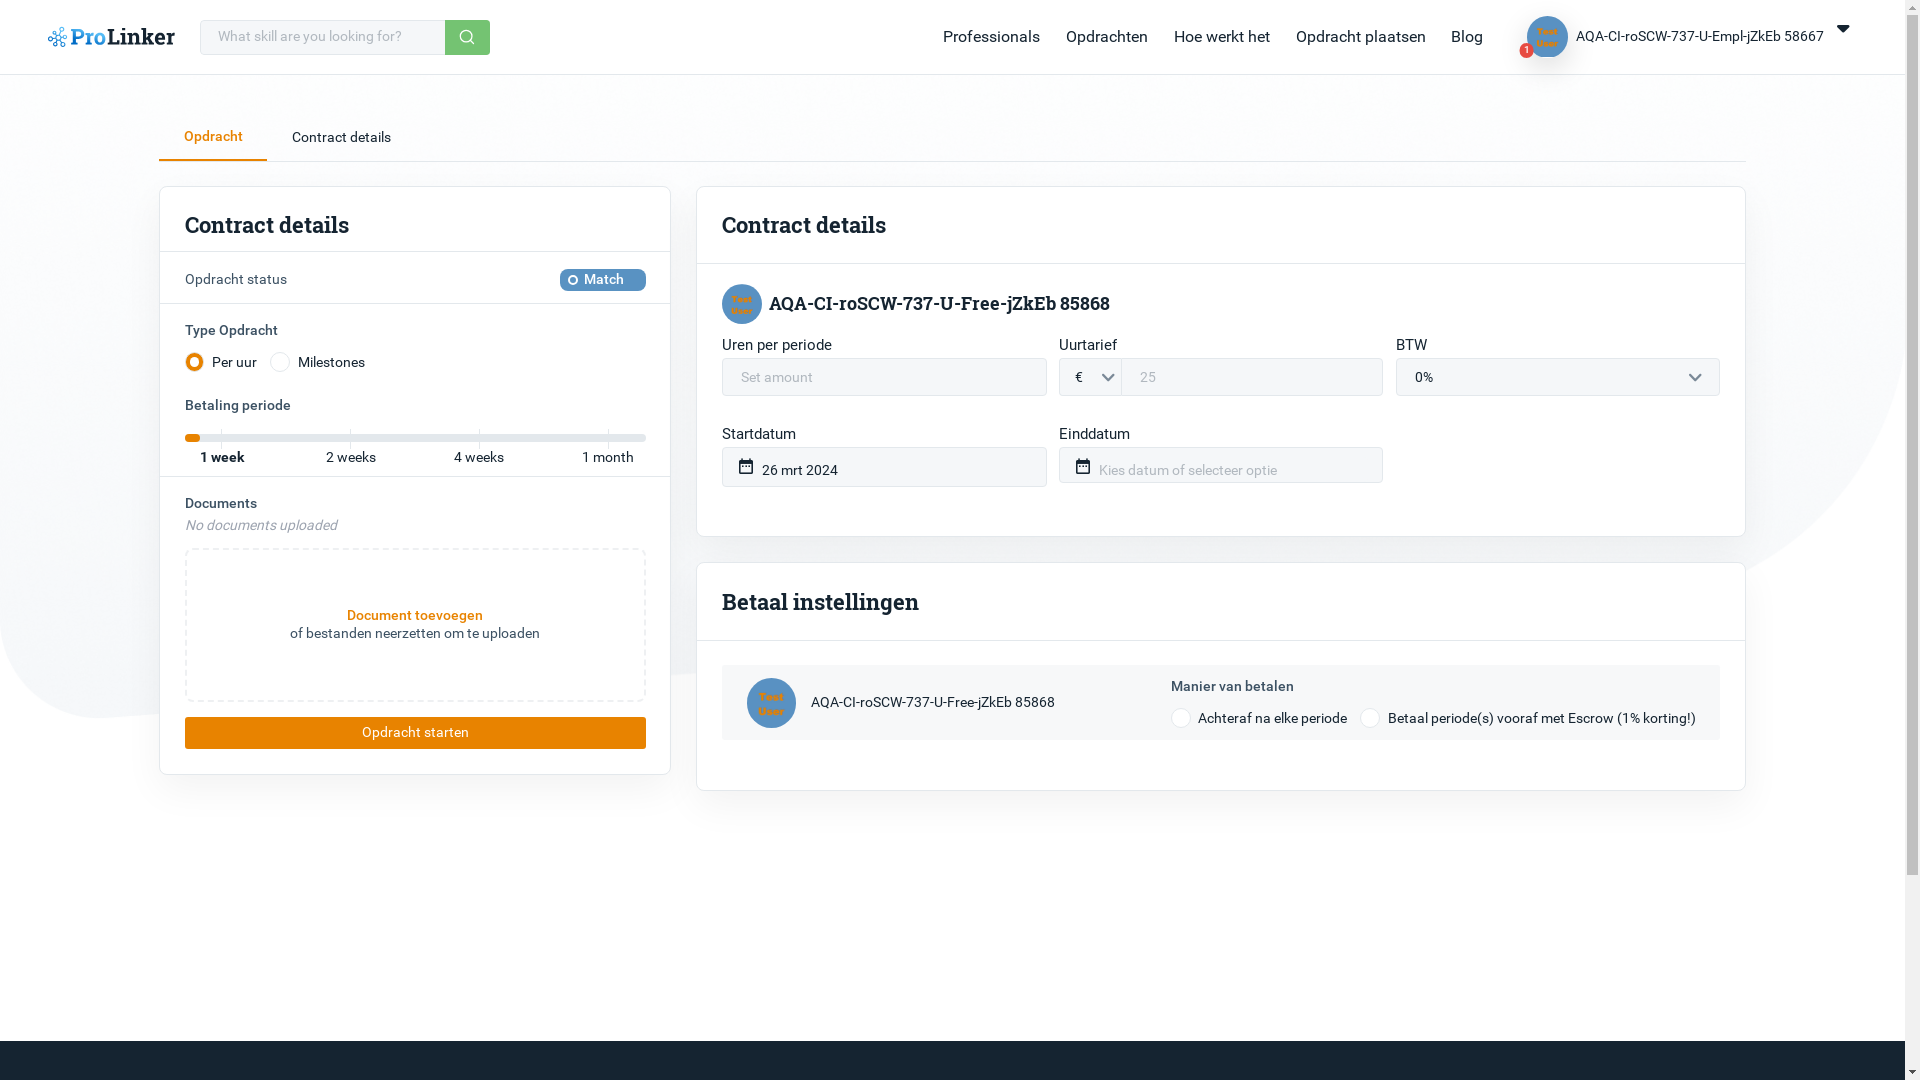 ProLinker
What skill are you looking for?
Professionals
Opdrachten
Hoe werkt het
Opdracht plaatsen
Blog
Test
User
1
AQA-CI-roSCW-737-U-Empl-jZkEb 58667
Opdracht
Contract details
Contract details
Opdracht status
Match
Type Opdracht
Per uur
Milestones
Betaling periode
1 week
2 weeks
4 weeks
1 month
Documents
No documents uploaded
Document toevoegen
of bestanden neerzetten om te uploaden
Opdracht starten
Contract details
Test
User
AQA-CI-roSCW-737-U-Free-jZkEb 85868
Uren per periode
Uurtarief
BTW
Set amount
€
25
0%
Startdatum
Einddatum
26 mrt 2024
Kies datum of selecteer optie
Betaal instellingen
Test
User
AQA-CI-roSCW-737-U-Free-jZkEb 85868
Manier van betalen
Achteraf na elke periode
Betaal periode(s) vooraf met Escrow (1% korting!)